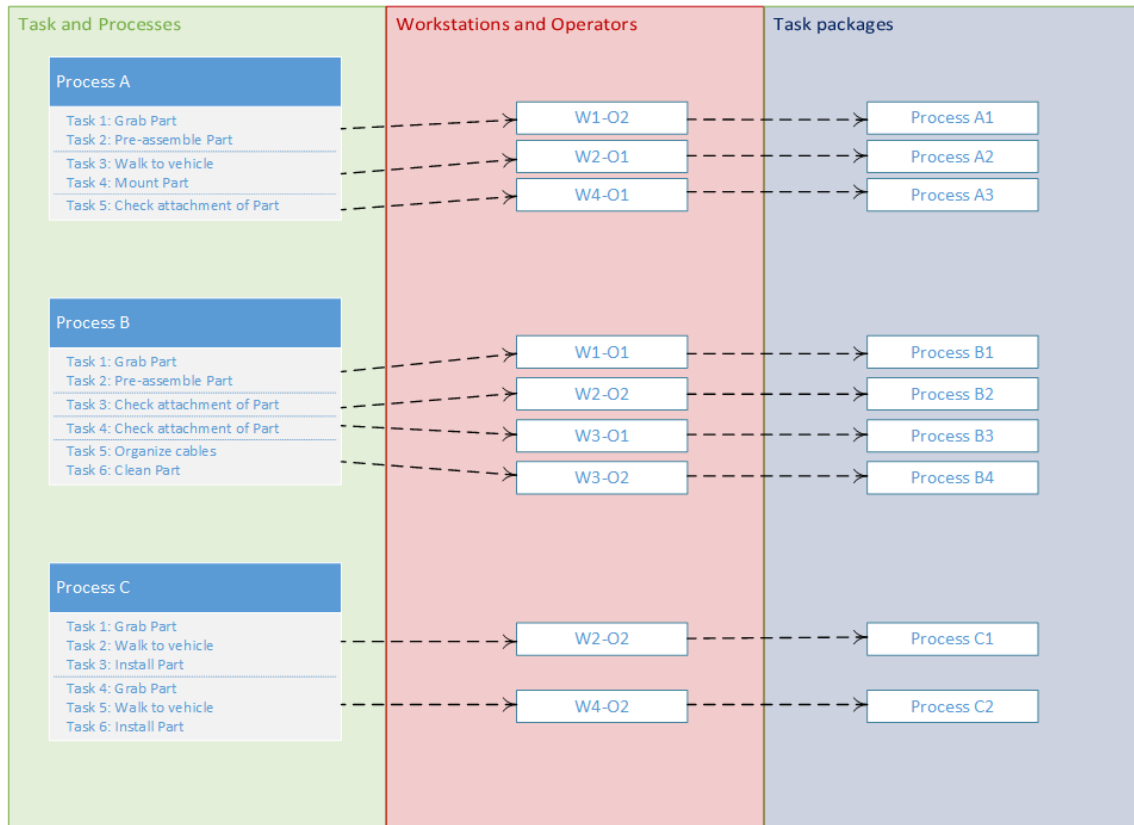 Task and Processes
Workstations and Operators
Task packages
Process A
Task 1: Grab Part
Task 2: Pre-assemble Part
Task 3: Walk to vehicle
Task 4: Mount Part
Task 5: Check attachment of Part
W1-O2
Process A1
W2-O1
Process A2
W4-O1
Process A3
Process B
Task 1: Grab Part
Task 2: Pre-assemble Part
Task 3: Check attachment of Part
Task 4: Check attachment of Part
Task 5: Organize cables
Task 6: Clean Part
W1-O1
Process B1
W2-O2
Process B2
W3-O1
Process B3
W3-O2
Process B4
Process C
Task 1: Grab Part
Task 2: Walk to vehicle
Task 3: Install Part
Task 4: Grab Part
Task 5: Walk to vehicle
Task 6: Install Part
W2-O2
Process C1
W4-O2
Process C2